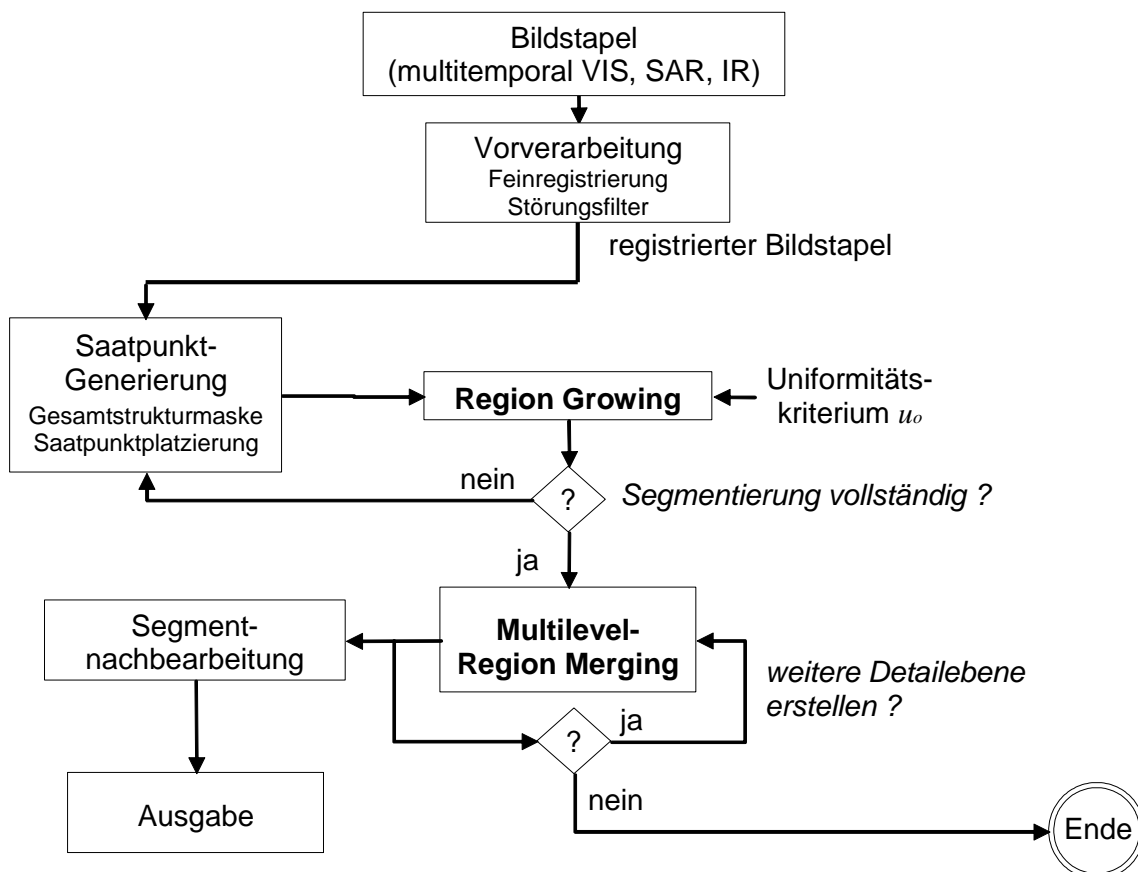 Bildstapel
(multitemporal VIS, SAR, IR)
Vorverarbeitung
Feinregistrierung
Störungsfilter
registrierter Bildstapel
Saatpunkt-
Generierung
Gesamtstrukturmaske
Saatpunktplatzierung
Region Growing
Uniformitäts-
kriterium uo
nein
?
Segmentierung vollständig ?
ja
Segment-
nachbearbeitung
Multilevel-
Region Merging
weitere Detailebene
erstellen ?
?
ja
nein
Ausgabe
Ende